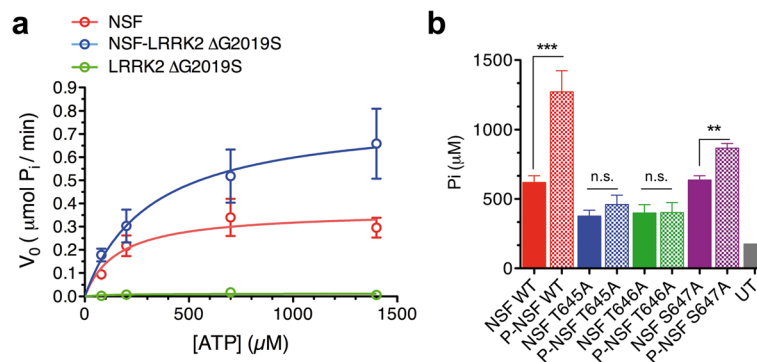 a
NSF
NSF-LRRK2 ΔG2019S
LRRK2 ΔG2019S
V0 ( μmol Pi / min)
0.9
0.8
0.7
0.6
0.5
0.4
0.3
0.2
0.1
0.0
0
500
1000
1500
[ATP] (μM)
b
Pi (μM)
1500
1000
500
0
***
n.s.
n.s.
**
NSF WT
P-NSF WT
NSF T645A
P-NSF T645A
NSF T646A
P-NSF T646A
NSF S647A
P-NSF S647A
UT